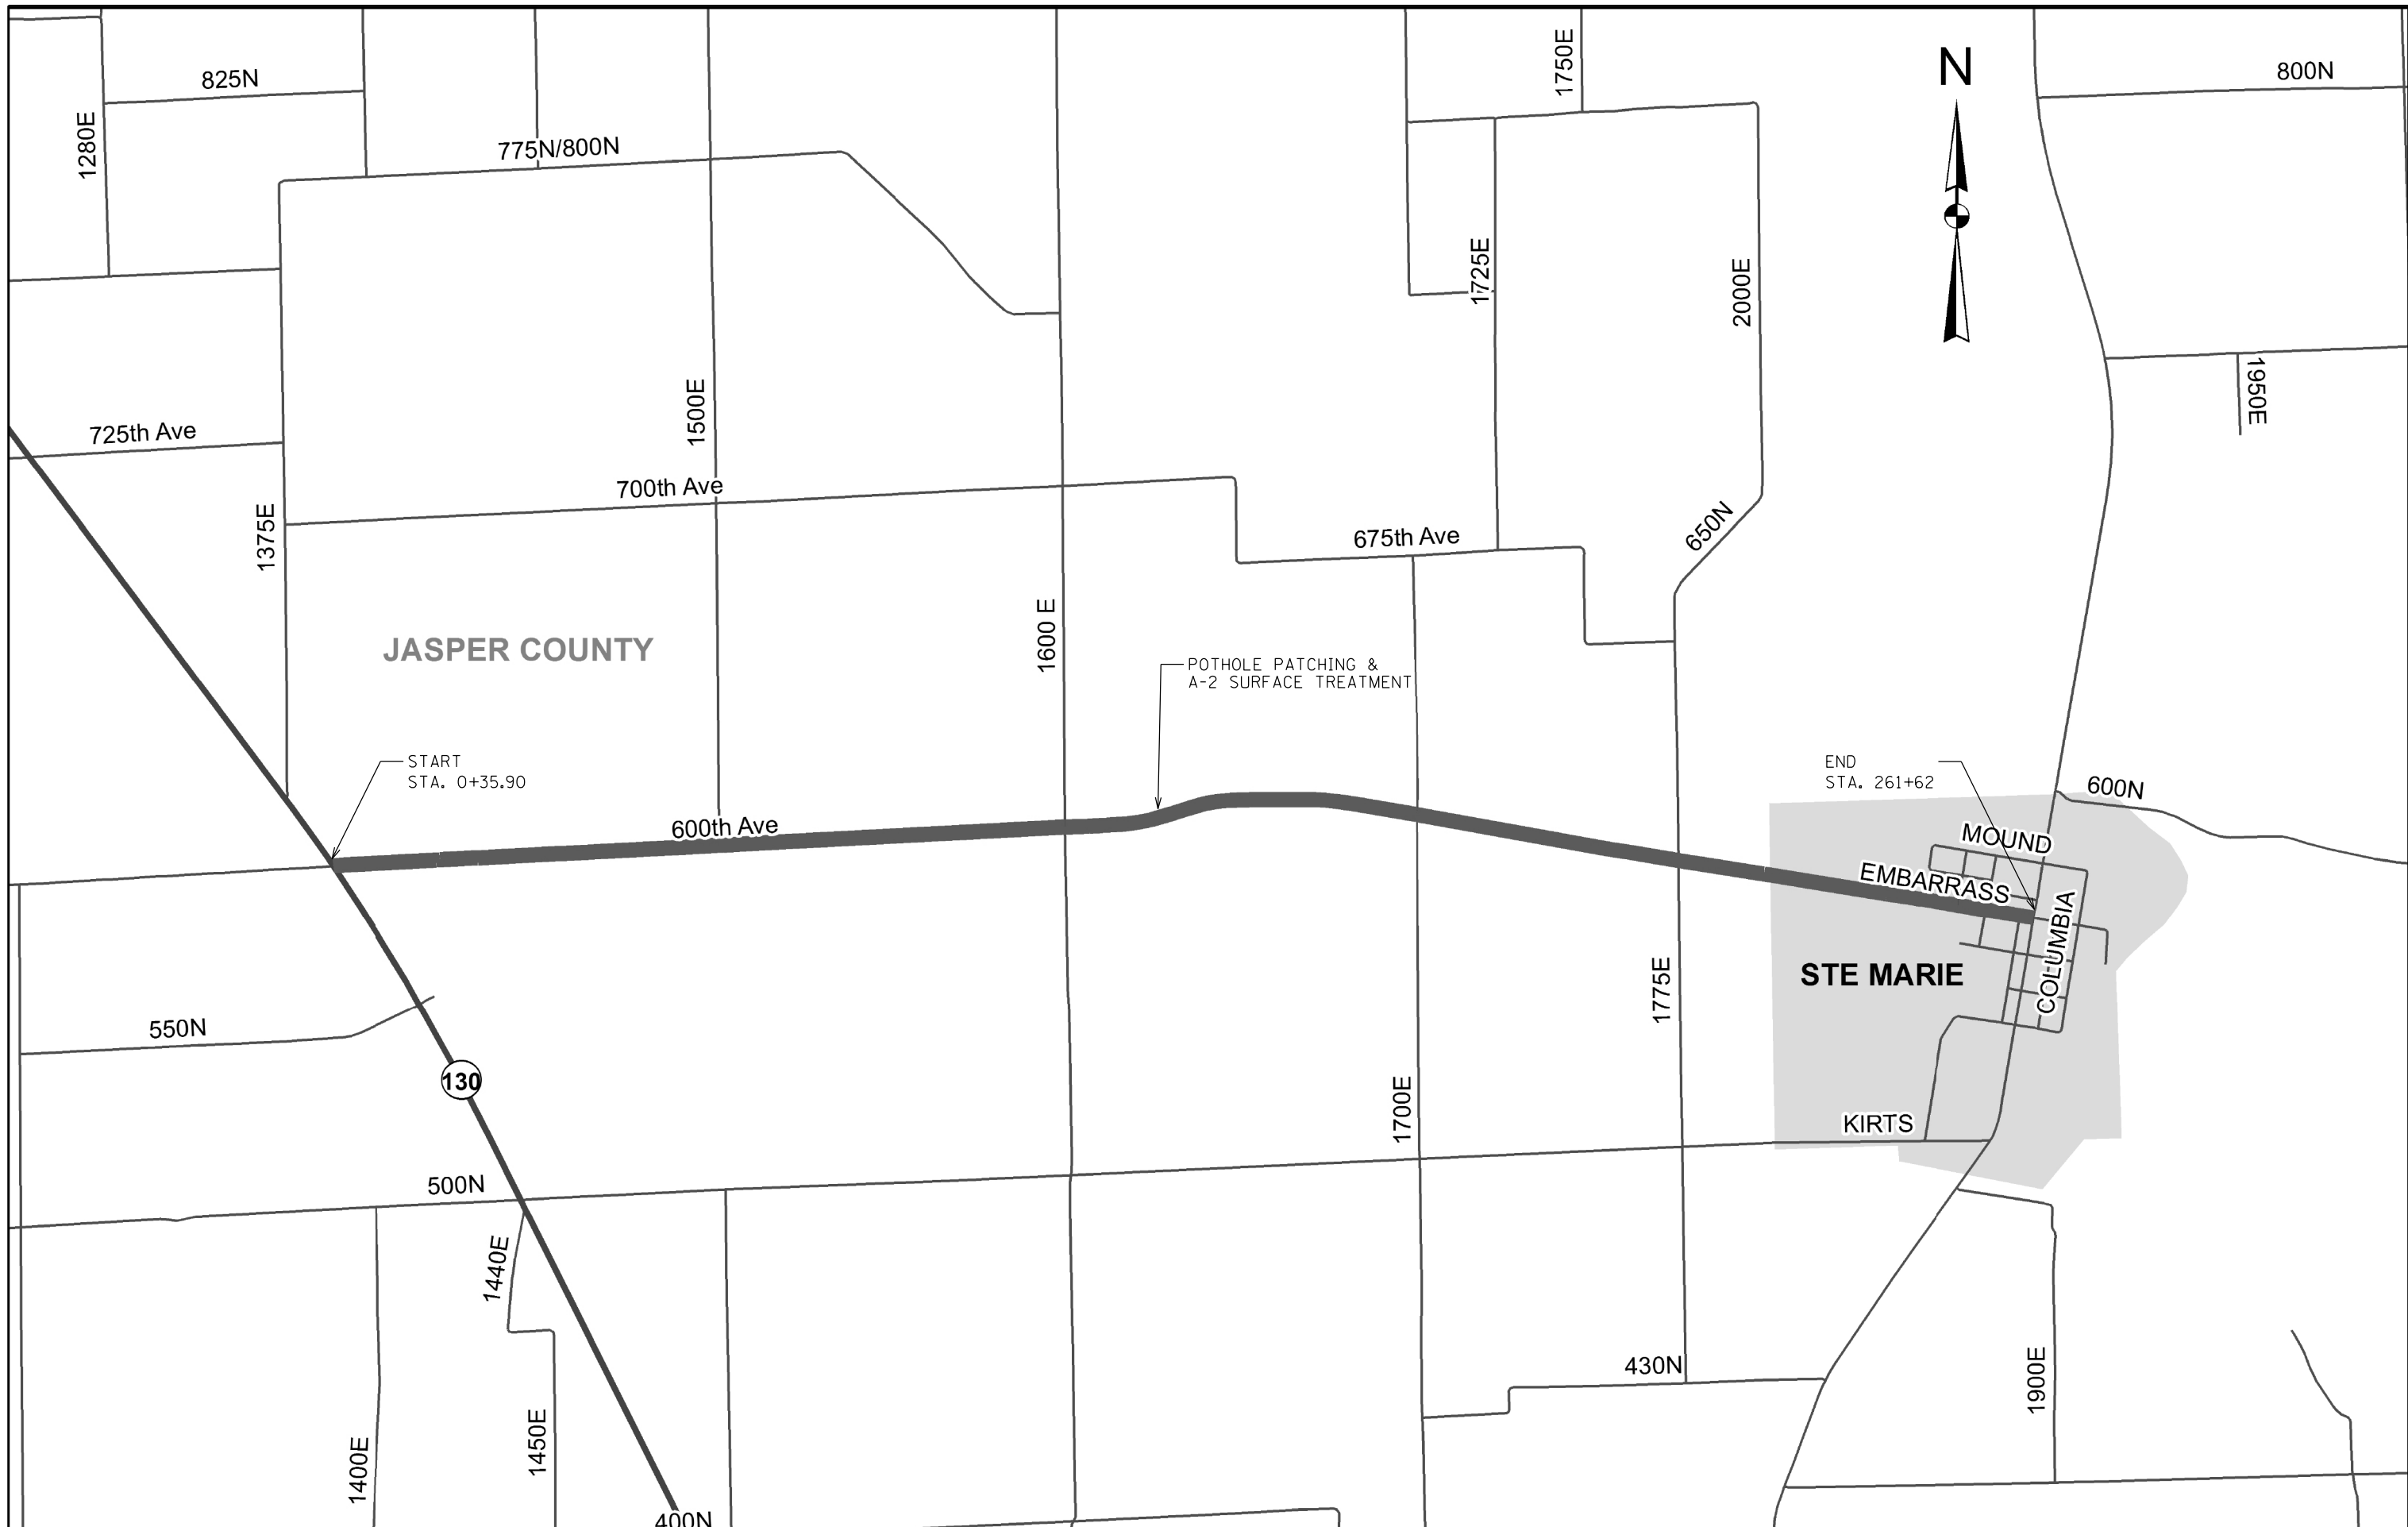 N
1750E
800N
825N
1280E
775N/800N
1725E
2000E
1950E
1500E
725th Ave
700th Ave
1375E
675th Ave
650N
1600 E
JASPER COUNTY
POTHOLE PATCHING &
A-2 SURFACE TREATMENT
START
STA. 0+35.90
END
STA. 261+62
600N
600th Ave
MOUND
EMBARRASS
COLUMBIA
STE MARIE
1775E
550N
130
1700E
KIRTS
500N
1440E
430N
1900E
1450E
1400E
400N